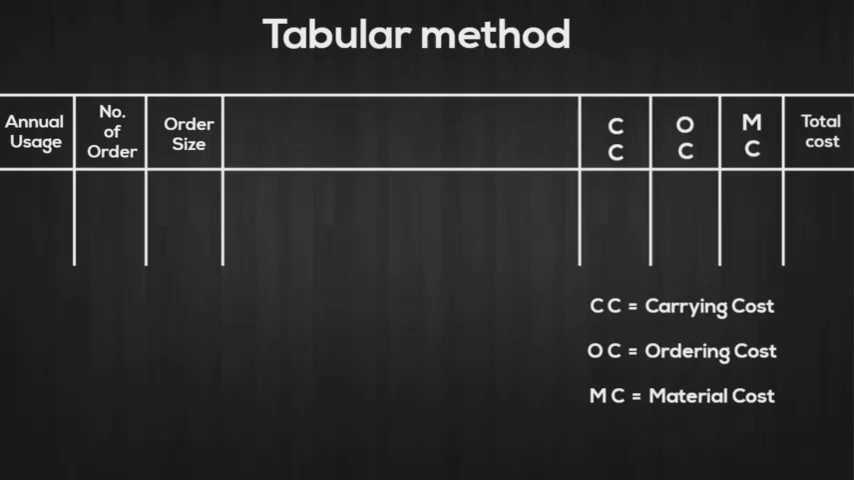 Tabular method
Annual
Usage
No.
of
Order
Order
Size
C
C
O
C
M
C
Total
cost
C C = Carrying Cost
O C = Ordering Cost
M C = Material Cost